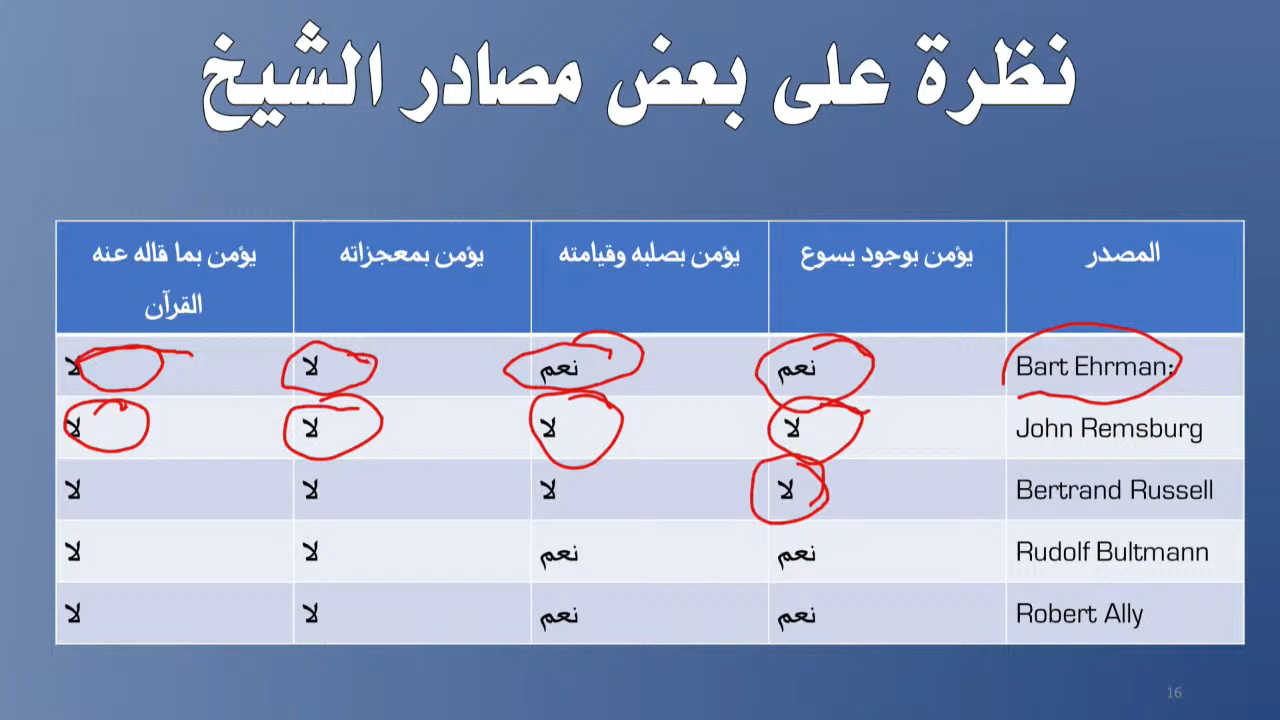 نظرة على بعض مصادر الشيخ
المصدر يؤمن بوجود يسوع يؤمن بصلبه وقيامته يؤمن بمعجزاته يؤمن بما قاله عنه
القرآن
Bart Ehrman: نعم نعم لا لا
John Remsburg لا لا لا لا
Bertrand Russell لا لا لا لا
Rudolf Bultmann نعم نعم لا لا
Robert Ally نعم نعم لا لا
16